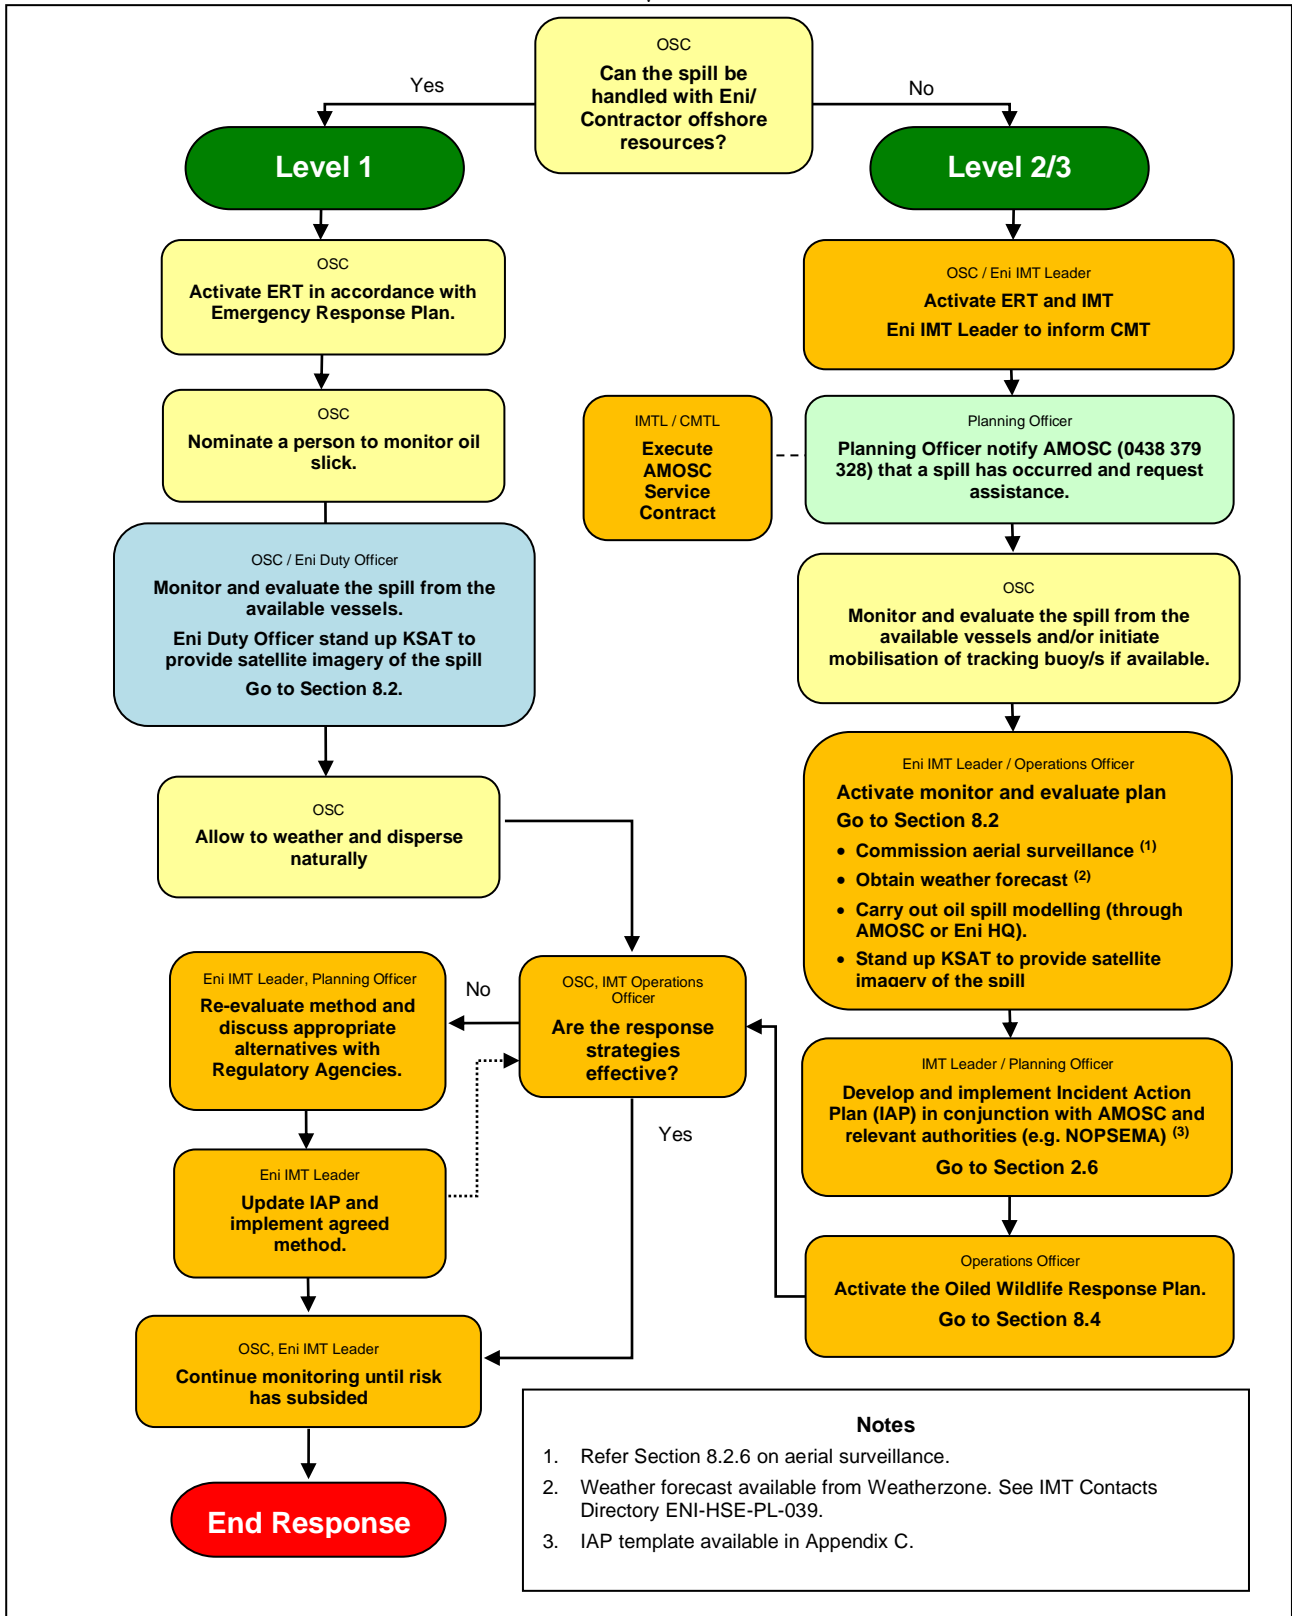 OSC
Can the spill be
handled with Eni/
Contractor offshore
resources?
Yes
No
Level 1
Level 2/3
OSC
Activate ERT in accordance with
Emergency Response Plan.
OSC / Eni IMT Leader
Activate ERT and IMT
Eni IMT Leader to inform CMT
OSC
Nominate a person to monitor oil
slick.
IMTL / CMTL
Execute
AMOSC
Service
Contract
Planning Officer
Planning Officer notify AMOSC (0438 379
328) that a spill has occurred and request
assistance.
OSC / Eni Duty Officer
Monitor and evaluate the spill from the
available vessels.
Eni Duty Officer stand up KSAT to
provide satellite imagery of the spill
Go to Section 8.2.
OSC
Monitor and evaluate the spill from the
available vessels and/or initiate
mobilisation of tracking buoy/s if available.
OSC
Allow to weather and disperse
naturally
Eni IMT Leader / Operations Officer
Activate monitor and evaluate plan
Go to Section 8.2
• Commission aerial surveillance (1)
• Obtain weather forecast (2)
• Carry out oil spill modelling (through
AMOSC or Eni HQ).
• Stand up KSAT to provide satellite
imagery of the spill
Eni IMT Leader, Planning Officer
Re-evaluate method and
discuss appropriate
alternatives with
Regulatory Agencies.
No
OSC, IMT Operations
Officer
Are the response
strategies
effective?
Yes
IMT Leader / Planning Officer
Develop and implement Incident Action
Plan (IAP) in conjunction with AMOSC and
relevant authorities (e.g. NOPSEMA) (3)
Go to Section 2.6
Eni IMT Leader
Update IAP and
implement agreed
method.
Operations Officer
Activate the Oiled Wildlife Response Plan.
Go to Section 8.4
OSC, Eni IMT Leader
Continue monitoring until risk
has subsided
End Response
Notes
1. Refer Section 8.2.6 on aerial surveillance.
2. Weather forecast available from Weatherzone. See IMT Contacts
Directory ENI-HSE-PL-039.
3. IAP template available in Appendix C.